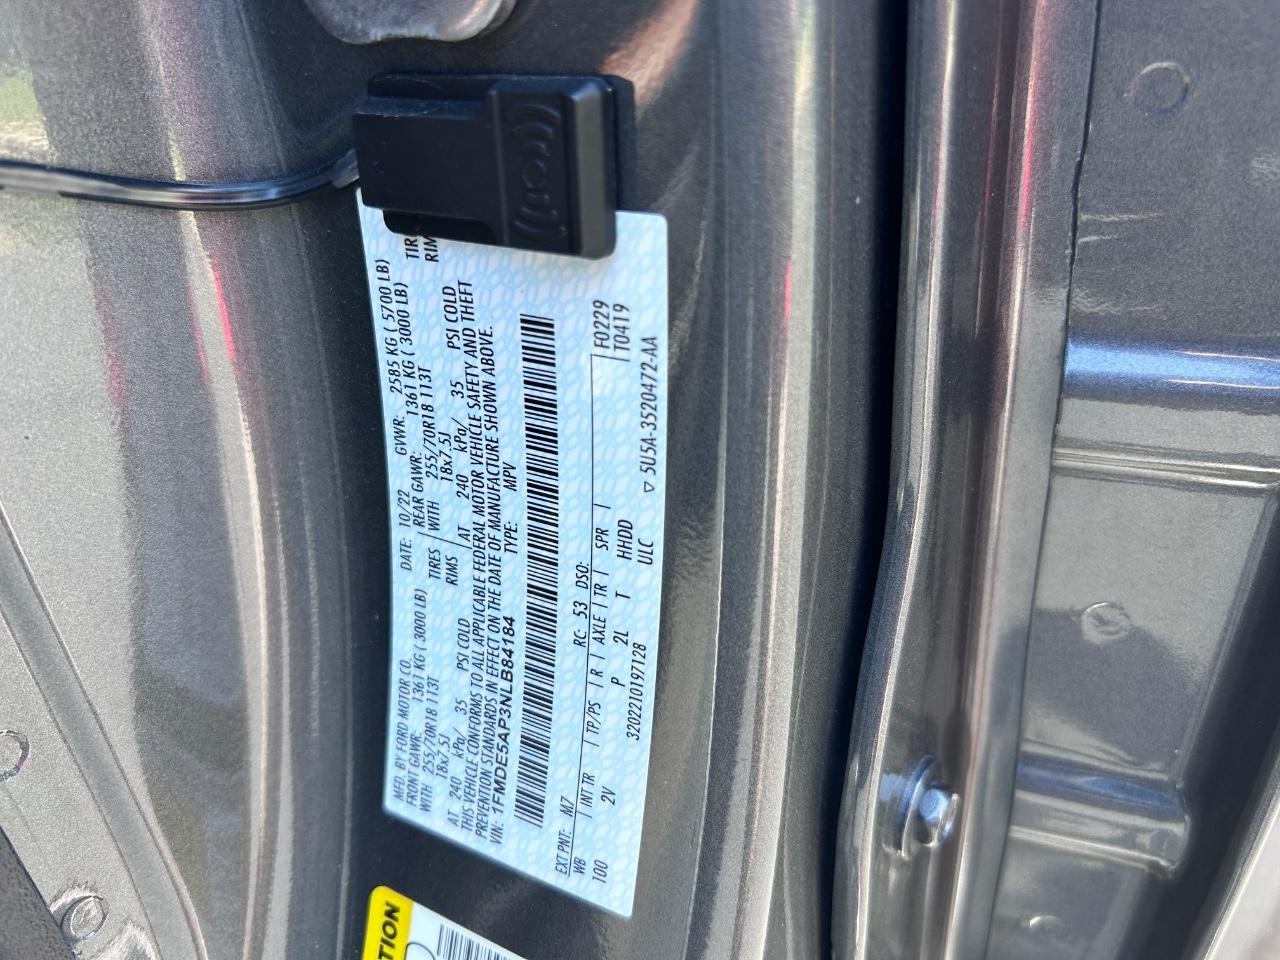 MFD. BY FORD MOTOR CO. DATE: 10/22 GVWR: 2585 KG ( 5700 LB)
FRONT GAWR: 1361 KG ( 3000 LB) REAR GAWR: 1361 KG ( 3000 LB)
WITH 255/70R18 113T TIRES WITH 255/70R18 113T TIR
18x7.5J RIMS 18x7.5J RIM
AT 240 kPa/ 35 PSI COLD AT 240 kPa/ 35 PSI COLD
THIS VEHICLE CONFORMS TO ALL APPLICABLE FEDERAL MOTOR VEHICLE SAFETY AND THEFT
PREVENTION STANDARDS IN EFFECT ON THE DATE OF MANUFACTURE SHOWN ABOVE.
VIN: 1FMDE5AP3NLB84184 TYPE: MPV
EXT PNT: M7 RC: 53 DSO: F0229
WB | INT TR | TP/PS | R | AXLE | TR | SPR | T0419
100 2V P 2L T HHDD
3202210197128 ULC ▽ 5U5A-3520472-AA
TION